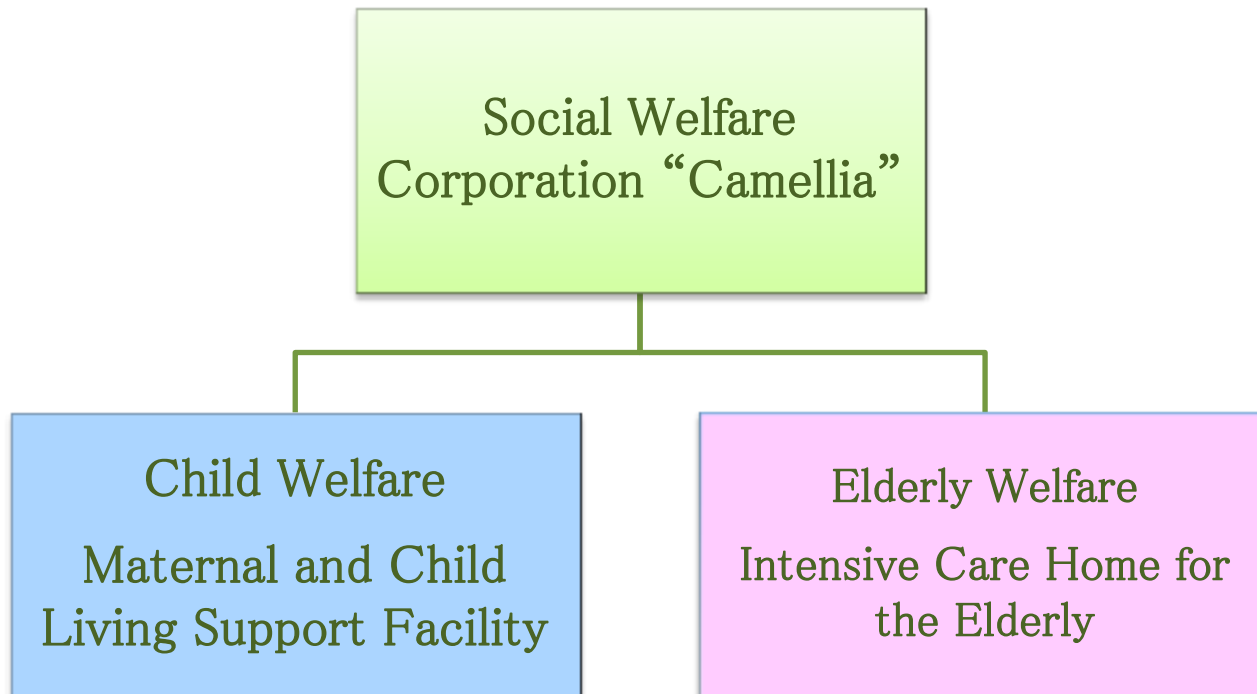 Social Welfare
Corporation “Camellia”
Child Welfare
Maternal and Child
Living Support Facility
Elderly Welfare
Intensive Care Home for
the Elderly